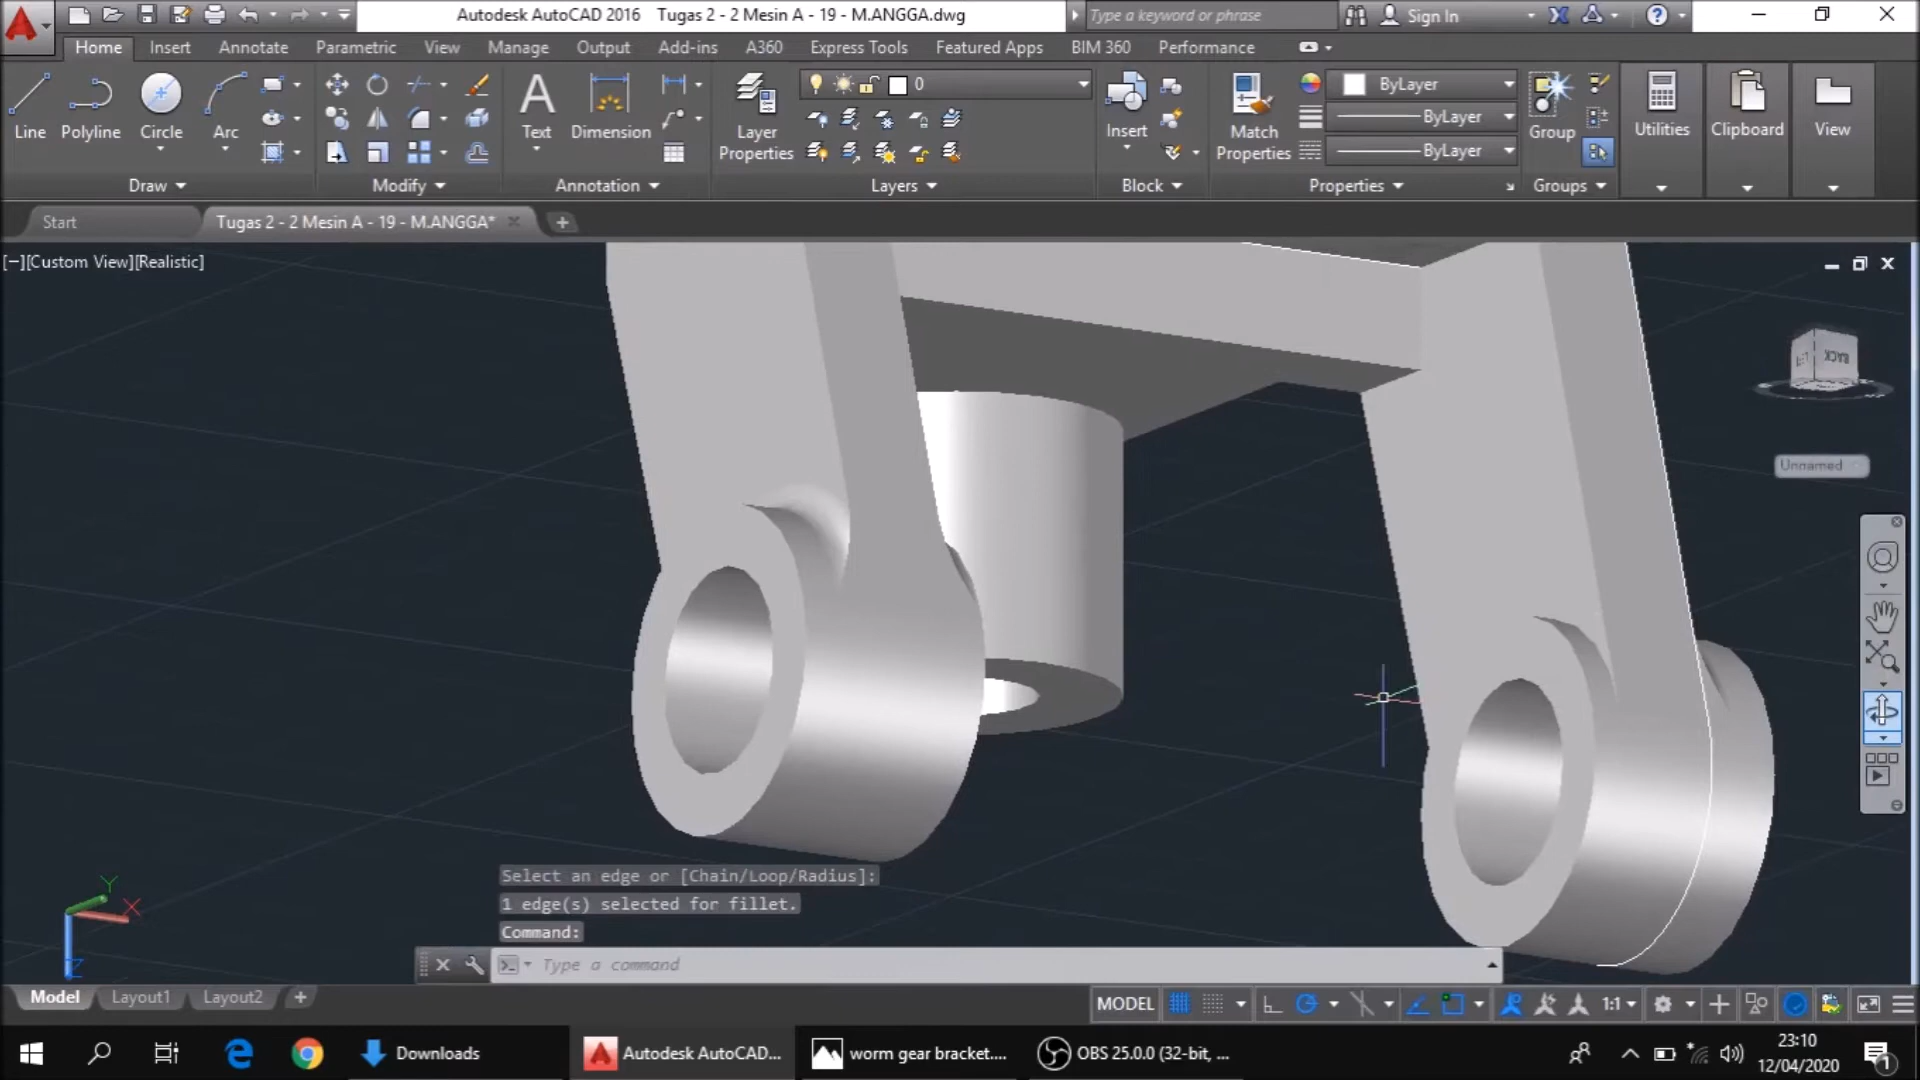 Autodesk AutoCAD 2016 Tugas 2 - 2 Mesin A - 19 - M.ANGGA.dwg
Type a keyword or phrase
Sign In
Home Insert Annotate Parametric View Manage Output Add-ins A360 Express Tools Featured Apps BIM 360 Performance
Line Polyline Circle Arc
Text Dimension
Layer Properties
0
Insert
Match Properties
ByLayer
ByLayer
ByLayer
Group
Utilities Clipboard View
Draw Modify Annotation Layers Block Properties Groups
Start Tugas 2 - 2 Mesin A - 19 - M.ANGGA*
[−][Custom View][Realistic]
BACK
Unnamed
Select an edge or [Chain/Loop/Radius]:
1 edge(s) selected for fillet.
Command:
Type a command
Y
X
Z
Model Layout1 Layout2
MODEL
1:1
Downloads
Autodesk AutoCAD...
worm gear bracket....
OBS 25.0.0 (32-bit, ...
23:10
12/04/2020
1